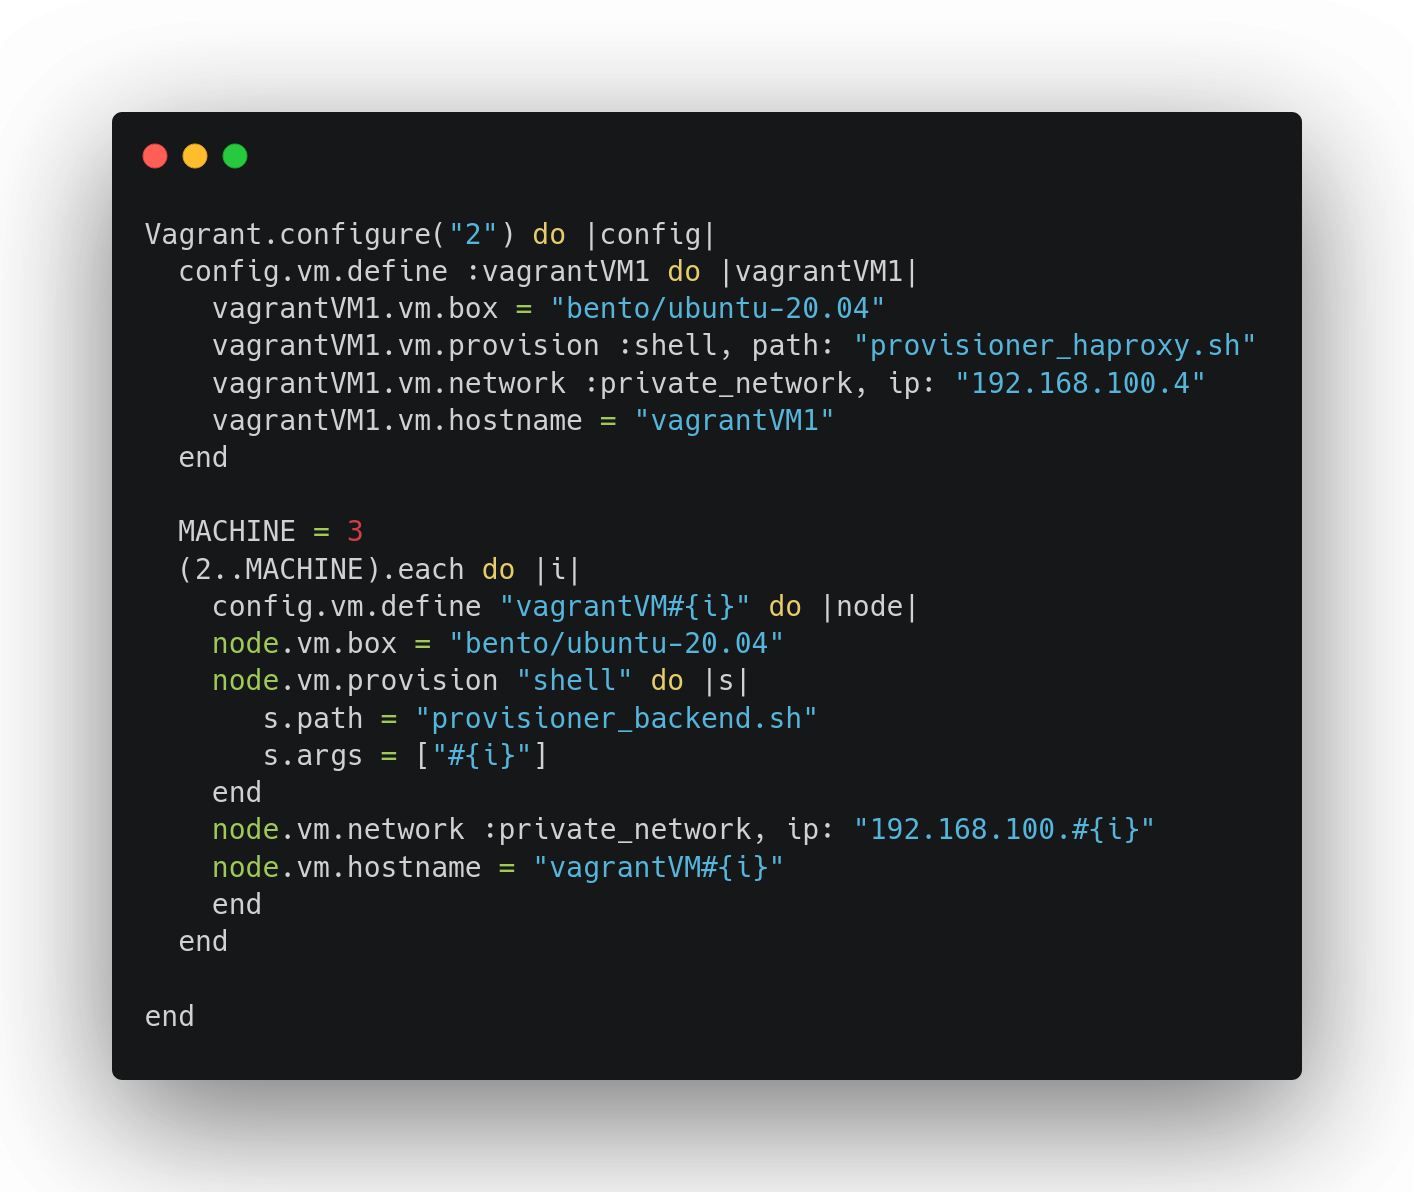 Vagrant.configure("2") do |config|
  config.vm.define :vagrantVM1 do |vagrantVM1|
    vagrantVM1.vm.box = "bento/ubuntu-20.04"
    vagrantVM1.vm.provision :shell, path: "provisioner_haproxy.sh"
    vagrantVM1.vm.network :private_network, ip: "192.168.100.4"
    vagrantVM1.vm.hostname = "vagrantVM1"
  end

  MACHINE = 3
  (2..MACHINE).each do |i|
    config.vm.define "vagrantVM#{i}" do |node|
    node.vm.box = "bento/ubuntu-20.04"
    node.vm.provision "shell" do |s|
       s.path = "provisioner_backend.sh"
       s.args = ["#{i}"]
    end
    node.vm.network :private_network, ip: "192.168.100.#{i}"
    node.vm.hostname = "vagrantVM#{i}"
    end
  end

end